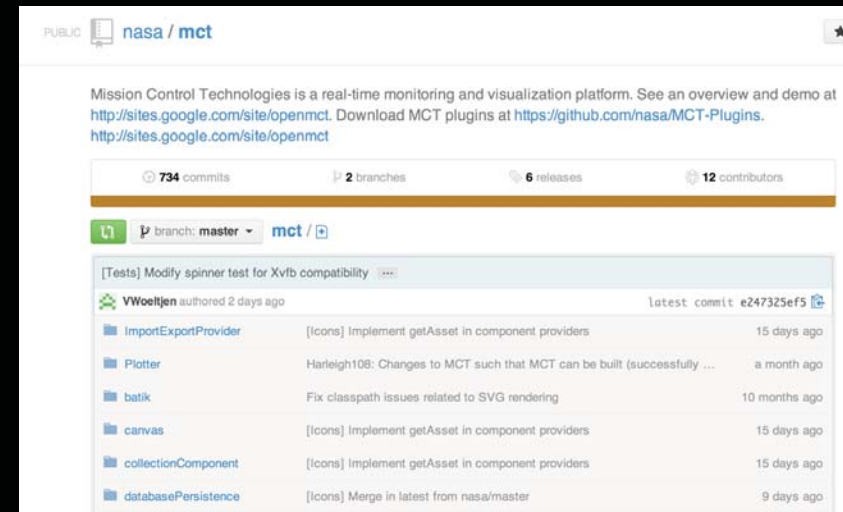 PUBLIC nasa / mct
Mission Control Technologies is a real-time monitoring and visualization platform. See an overview and demo at
http://sites.google.com/site/openmct. Download MCT plugins at https://github.com/nasa/MCT-Plugins.
http://sites.google.com/site/openmct
734 commits 2 branches 6 releases 12 contributors
branch: master mct /
[Tests] Modify spinner test for Xvfb compatibility ...
VWoeltjen authored 2 days ago latest commit e247325ef5
ImportExportProvider [Icons] Implement getAsset in component providers 15 days ago
Plotter Harleigh108: Changes to MCT such that MCT can be built (successfully … a month ago
batik Fix classpath issues related to SVG rendering 10 months ago
canvas [Icons] Implement getAsset in component providers 15 days ago
collectionComponent [Icons] Implement getAsset in component providers 15 days ago
databasePersistence [Icons] Merge in latest from nasa/master 9 days ago